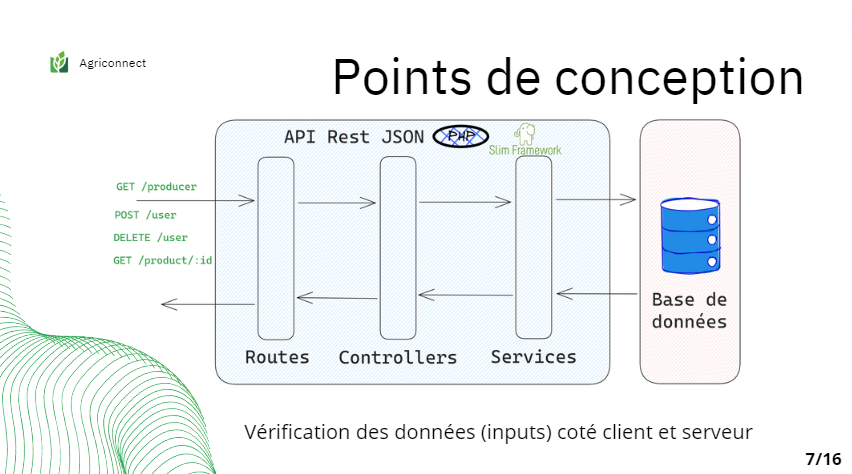 Agriconnect
Points de conception
API Rest JSON PHP
Slim Framework
GET /producer
POST /user
DELETE /user
GET /product/:id
Base de
données
Routes Controllers Services
Vérification des données (inputs) coté client et serveur
7/16